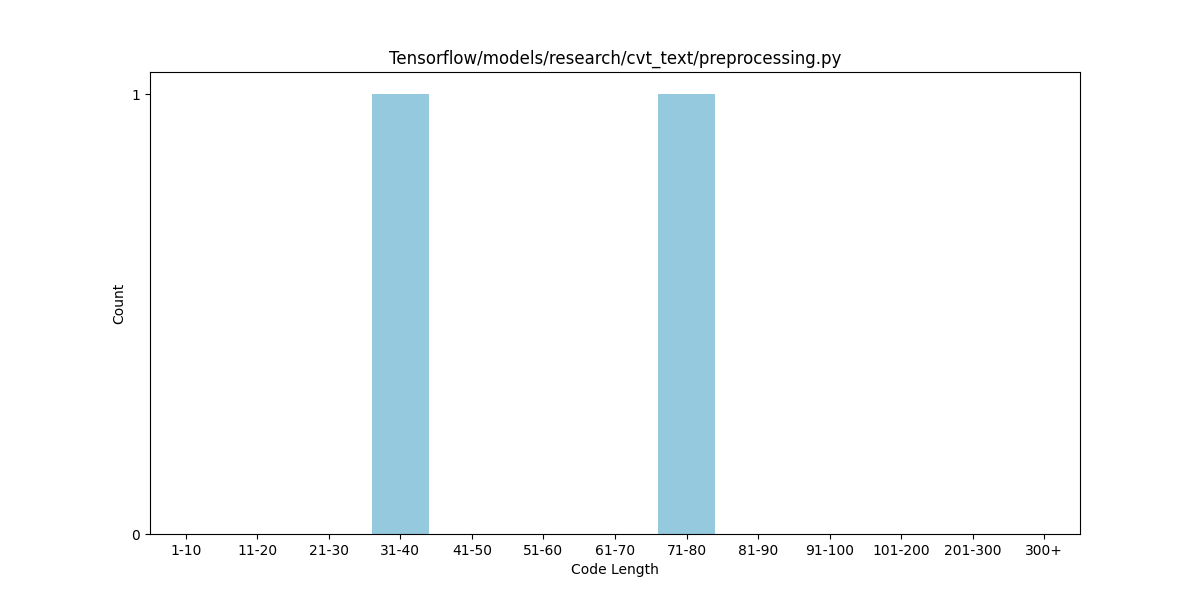 Tensorflow/models/research/cvt_text/preprocessing.py
1
Count
0
1-10 11-20 21-30 31-40 41-50 51-60 61-70 71-80 81-90 91-100 101-200 201-300 300+
Code Length